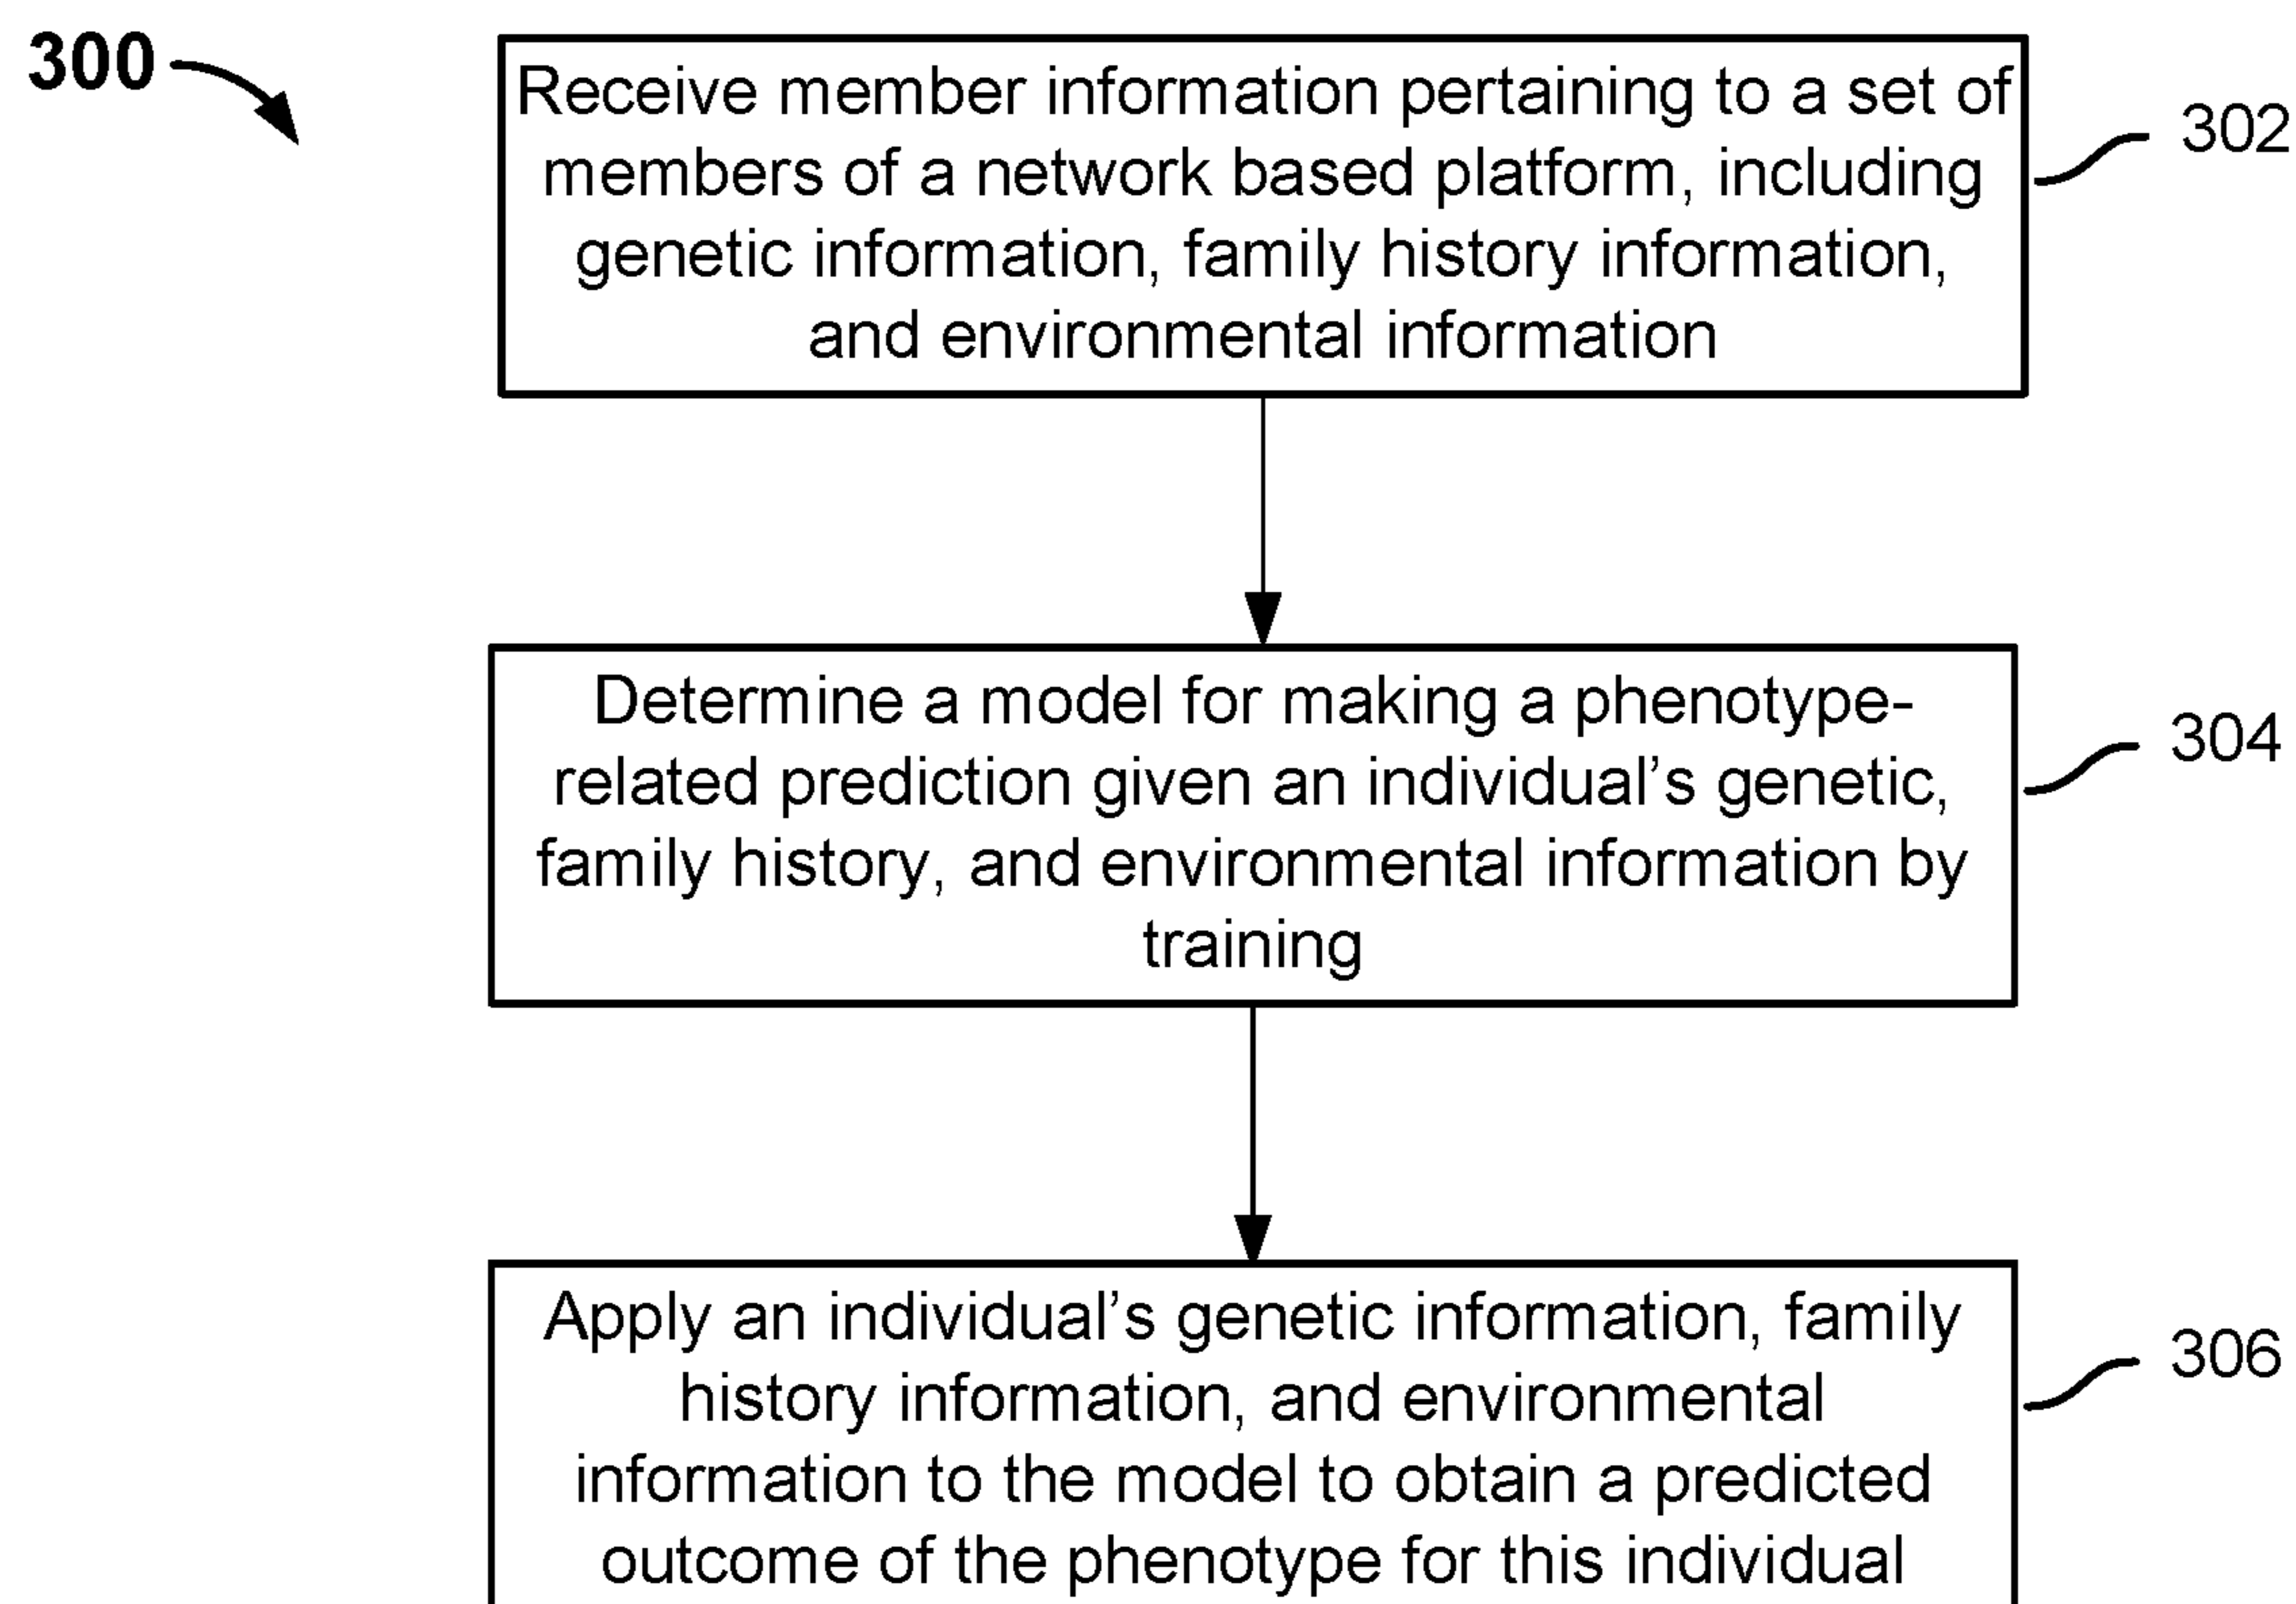 300
Receive member information pertaining to a set of
members of a network based platform, including
genetic information, family history information,
and environmental information
302
Determine a model for making a phenotype-
related prediction given an individual’s genetic,
family history, and environmental information by
training
304
Apply an individual’s genetic information, family
history information, and environmental
information to the model to obtain a predicted
outcome of the phenotype for this individual
306